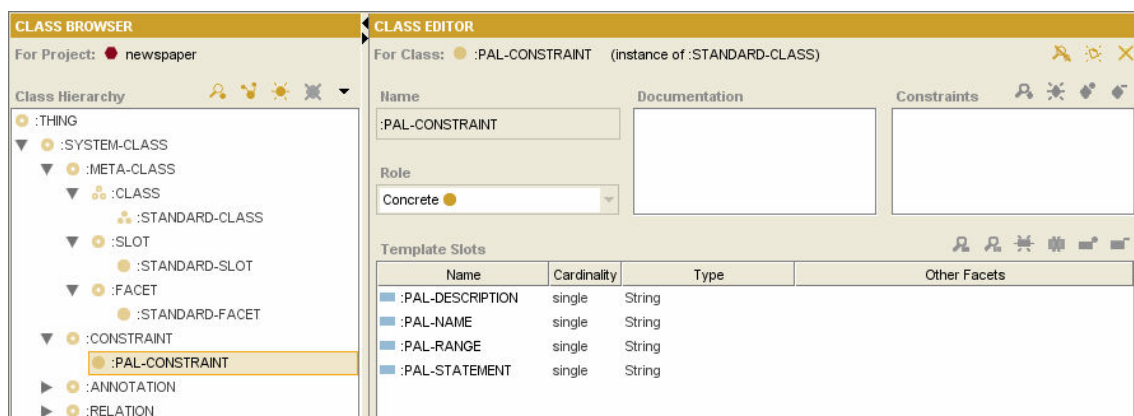 CLASS BROWSER
For Project: newspaper
Class Hierarchy
:THING
:SYSTEM-CLASS
:META-CLASS
:CLASS
:STANDARD-CLASS
:SLOT
:STANDARD-SLOT
:FACET
:STANDARD-FACET
:CONSTRAINT
:PAL-CONSTRAINT
:ANNOTATION
:RELATION
CLASS EDITOR
For Class: :PAL-CONSTRAINT (instance of :STANDARD-CLASS)
Name Documentation Constraints
:PAL-CONSTRAINT
Role
Concrete
Template Slots
Name Cardinality Type Other Facets
:PAL-DESCRIPTION single String
:PAL-NAME single String
:PAL-RANGE single String
:PAL-STATEMENT single String